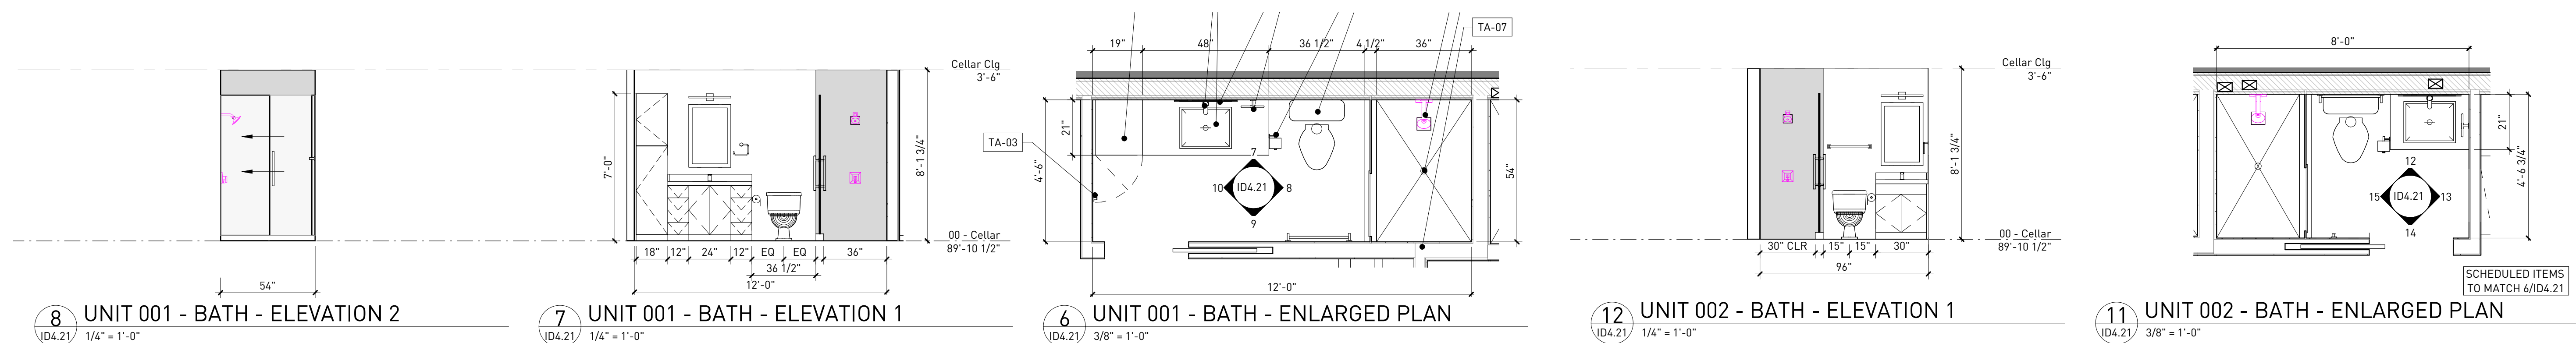 54"
8
ID4.21
UNIT 001 - BATH - ELEVATION 2
1/4" = 1'-0"
Cellar Clg
3'-6"
7'-0"
8'-1 3/4"
00 - Cellar
89'-10 1/2"
18" 12" 24" 12" EQ EQ 36"
36 1/2"
12'-0"
7
ID4.21
UNIT 001 - BATH - ELEVATION 1
1/4" = 1'-0"
TA-07
19" 48" 36 1/2" 4 1/2" 36"
21"
TA-03
4'-6"
54"
7
10 ID4.21 8
9
12'-0"
6
ID4.21
UNIT 001 - BATH - ENLARGED PLAN
3/8" = 1'-0"
Cellar Clg
3'-6"
8'-1 3/4"
00 - Cellar
89'-10 1/2"
30" CLR 15" 15" 30"
96"
12
ID4.21
UNIT 002 - BATH - ELEVATION 1
1/4" = 1'-0"
8'-0"
21"
4'-6 3/4"
12
15 ID4.21 13
14
SCHEDULED ITEMS
TO MATCH 6/ID4.21
11
ID4.21
UNIT 002 - BATH - ENLARGED PLAN
3/8" = 1'-0"